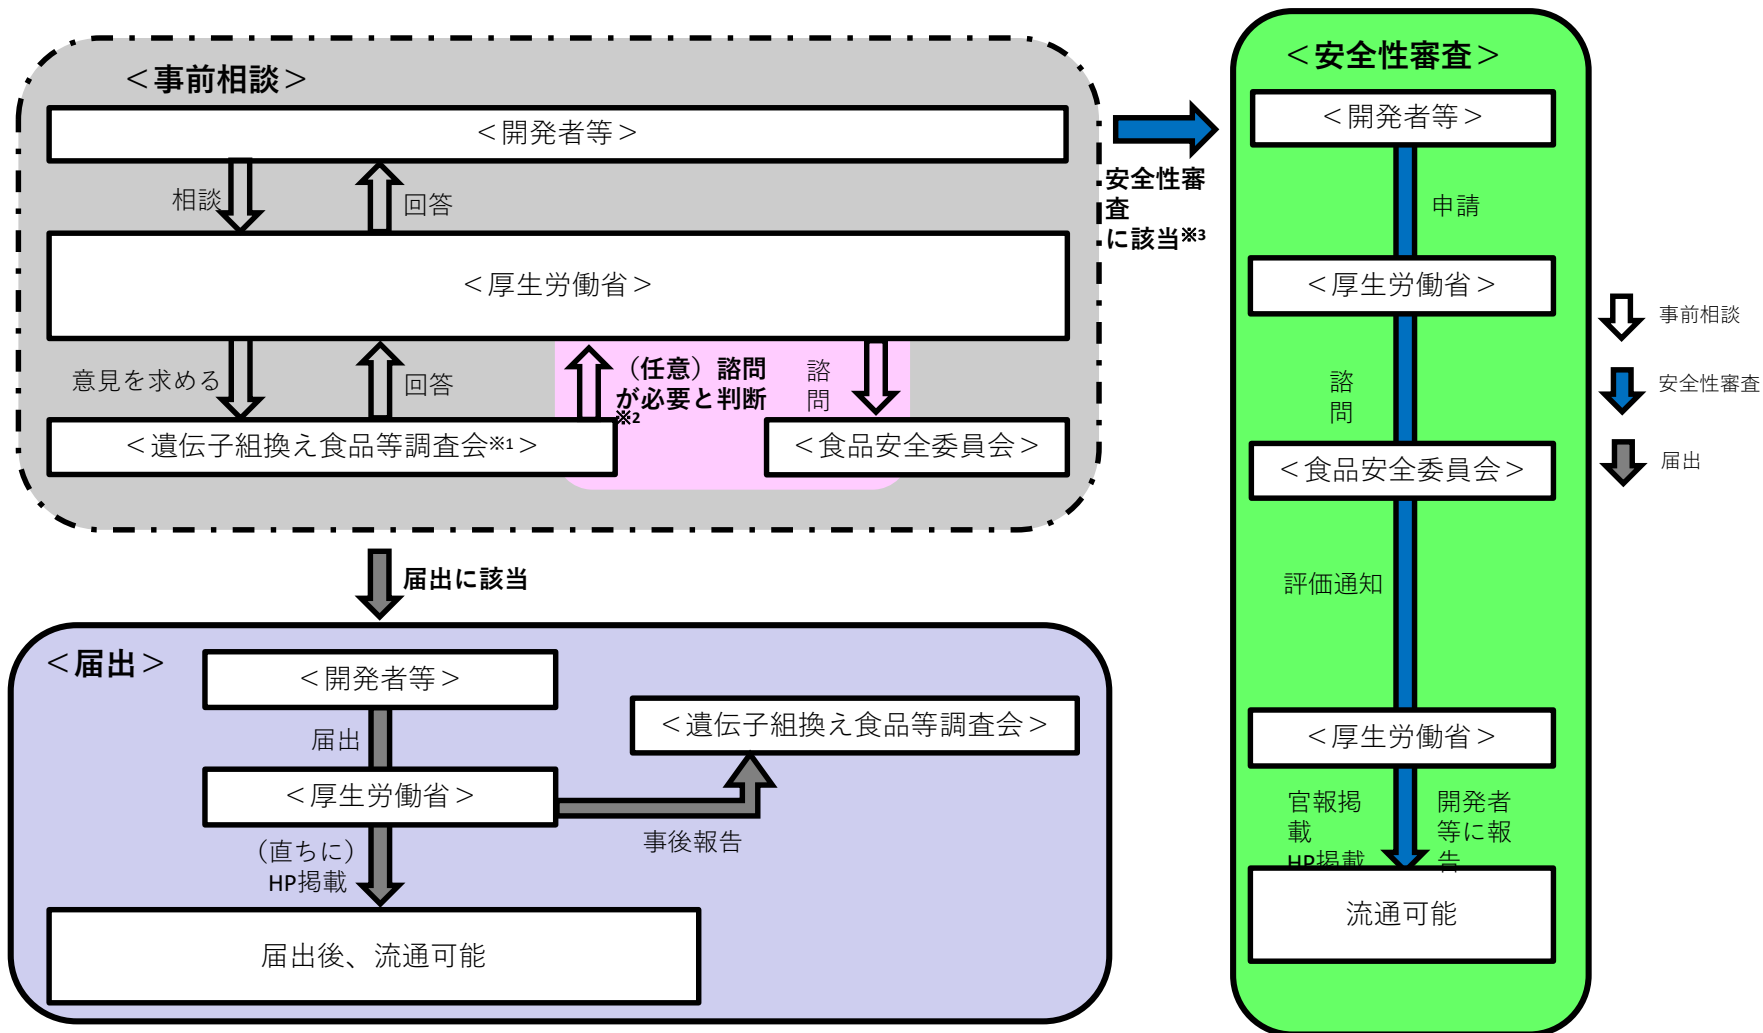 ＜事前相談＞
＜開発者等＞
相談
回答
＜厚生労働省＞
意見を求める
回答
（任意）諮問
が必要と判断
※2
諮
問
＜遺伝子組換え食品等調査会※1＞
＜食品安全委員会＞
安全性審
査
に該当※3
届出に該当
＜届出＞
＜開発者等＞
届出
＜厚生労働省＞
＜遺伝子組換え食品等調査会＞
事後報告
（直ちに）
HP掲載
届出後、流通可能
＜安全性審査＞
＜開発者等＞
申請
＜厚生労働省＞
諮
問
＜食品安全委員会＞
評価通知
＜厚生労働省＞
官報掲
載
HP掲載
開発者
等に報
告
流通可能
事前相談
安全性審査
届出